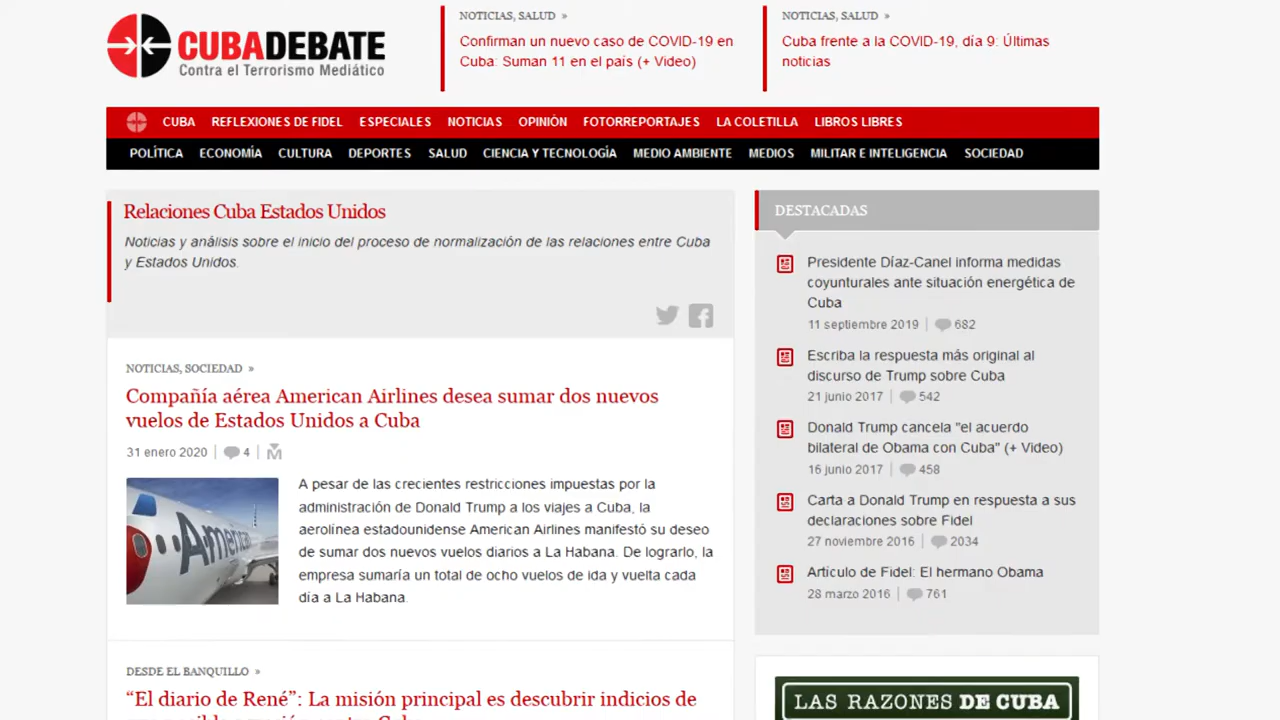 CUBADEBATE
Contra el Terrorismo Mediático
NOTICIAS, SALUD »
Confirman un nuevo caso de COVID-19 en
Cuba: Suman 11 en el país (+ Video)
NOTICIAS, SALUD »
Cuba frente a la COVID-19, día 9: Últimas
noticias
CUBA REFLEXIONES DE FIDEL ESPECIALES NOTICIAS OPINIÓN FOTORREPORTAJES LA COLETILLA LIBROS LIBRES
POLÍTICA ECONOMÍA CULTURA DEPORTES SALUD CIENCIA Y TECNOLOGÍA MEDIO AMBIENTE MEDIOS MILITAR E INTELIGENCIA SOCIEDAD
Relaciones Cuba Estados Unidos
Noticias y análisis sobre el inicio del proceso de normalización de las relaciones entre Cuba
y Estados Unidos.
NOTICIAS, SOCIEDAD »
Compañía aérea American Airlines desea sumar dos nuevos
vuelos de Estados Unidos a Cuba
31 enero 2020 | 4 |
American
A pesar de las crecientes restricciones impuestas por la
administración de Donald Trump a los viajes a Cuba, la
aerolínea estadounidense American Airlines manifestó su deseo
de sumar dos nuevos vuelos diarios a La Habana. De lograrlo, la
empresa sumaría un total de ocho vuelos de ida y vuelta cada
día a La Habana.
DESDE EL BANQUILLO »
“El diario de René”: La misión principal es descubrir indicios de
DESTACADAS
Presidente Díaz-Canel informa medidas
coyunturales ante situación energética de
Cuba
11 septiembre 2019 | 682
Escriba la respuesta más original al
discurso de Trump sobre Cuba
21 junio 2017 | 542
Donald Trump cancela "el acuerdo
bilateral de Obama con Cuba" (+ Video)
16 junio 2017 | 458
Carta a Donald Trump en respuesta a sus
declaraciones sobre Fidel
27 noviembre 2016 | 2034
Artículo de Fidel: El hermano Obama
28 marzo 2016 | 761
LAS RAZONES DE CUBA